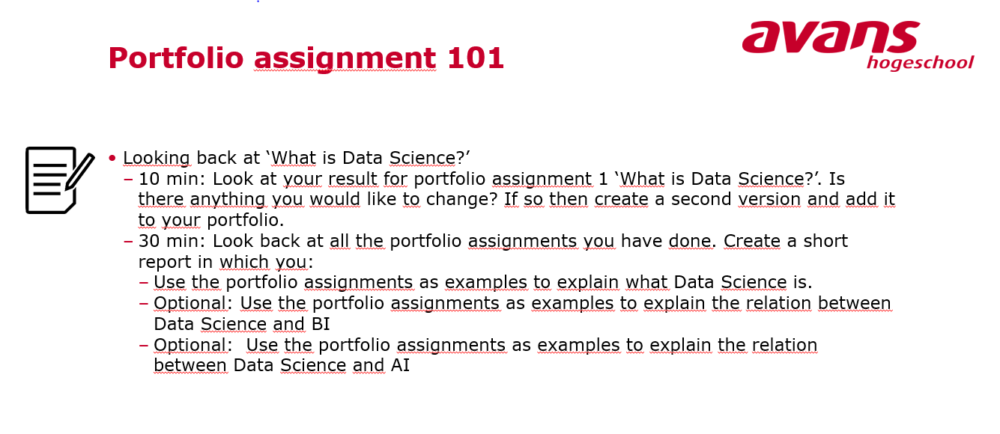 avans
hogeschool
Portfolio assignment 101
• Looking back at ‘What is Data Science?’
– 10 min: Look at your result for portfolio assignment 1 ‘What is Data Science?’. Is
there anything you would like to change? If so then create a second version and add it
to your portfolio.
– 30 min: Look back at all the portfolio assignments you have done. Create a short
report in which you:
– Use the portfolio assignments as examples to explain what Data Science is.
– Optional: Use the portfolio assignments as examples to explain the relation between
Data Science and BI
– Optional:  Use the portfolio assignments as examples to explain the relation
between Data Science and AI